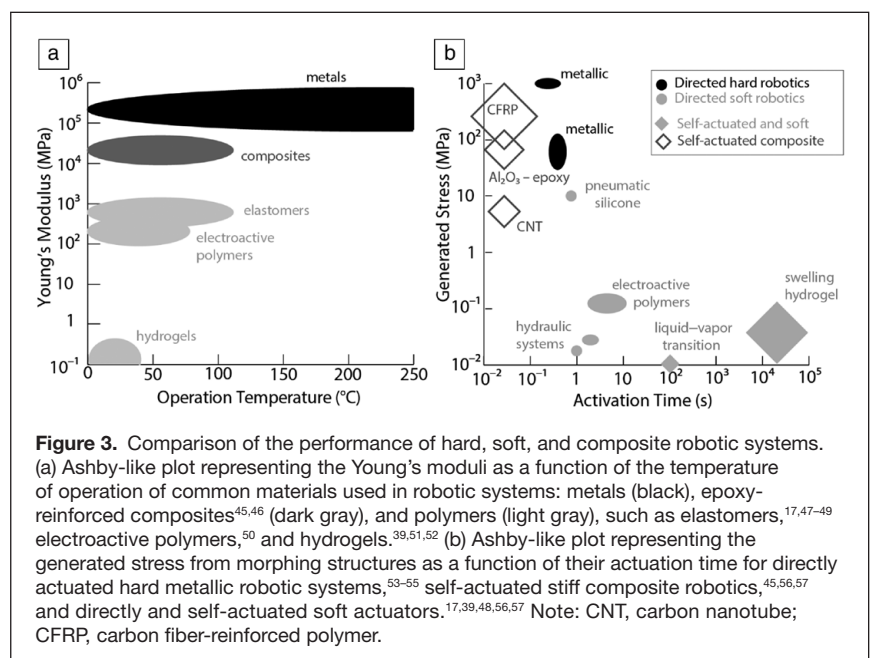 a
b
10⁶
10⁵
10⁴
10³
10²
10
1
10⁻¹
Young's Modulus (MPa)
metals
composites
elastomers
electroactive
polymers
hydrogels
0
50
100
150
200
250
Operation Temperature (°C)
10³
10²
10
1
10⁻¹
10⁻²
Generated Stress (MPa)
metallic
CFRP
metallic
Al₂O₃ – epoxy
pneumatic
silicone
CNT
electroactive
polymers
swelling
hydrogel
hydraulic
systems
liquid–vapor
transition
Directed hard robotics
Directed soft robotics
Self-actuated and soft
Self-actuated composite
10⁻²
10⁻¹
1
10
10²
10³
10⁴
10⁵
Activation Time (s)
Figure 3. Comparison of the performance of hard, soft, and composite robotic systems.
(a) Ashby-like plot representing the Young's moduli as a function of the temperature
of operation of common materials used in robotic systems: metals (black), epoxy-
reinforced composites⁴⁵,⁴⁶ (dark gray), and polymers (light gray), such as elastomers,¹⁷,⁴⁷⁻⁴⁹
electroactive polymers,⁵⁰ and hydrogels.³⁹,⁵¹,⁵² (b) Ashby-like plot representing the
generated stress from morphing structures as a function of their actuation time for directly
actuated hard metallic robotic systems,⁵³⁻⁵⁵ self-actuated stiff composite robotics,⁴⁵,⁵⁶,⁵⁷
and directly and self-actuated soft actuators.¹⁷,³⁹,⁴⁸,⁵⁶,⁵⁷ Note: CNT, carbon nanotube;
CFRP, carbon fiber-reinforced polymer.